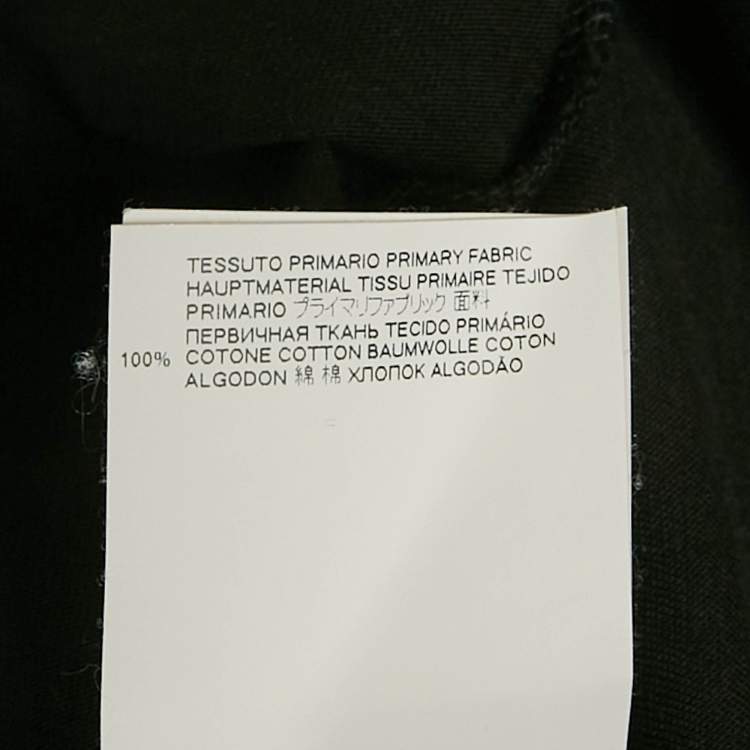 TESSUTO PRIMARIO PRIMARY FABRIC
HAUPTMATERIAL TISSU PRIMAIRE TEJIDO
PRIMARIO プライマリファブリック 面料
ПЕРВИЧНАЯ ТКАНЬ TECIDO PRIMÁRIO
100% COTONE COTTON BAUMWOLLE COTON
ALGODON 綿 棉 ХЛОПОК ALGODÃO